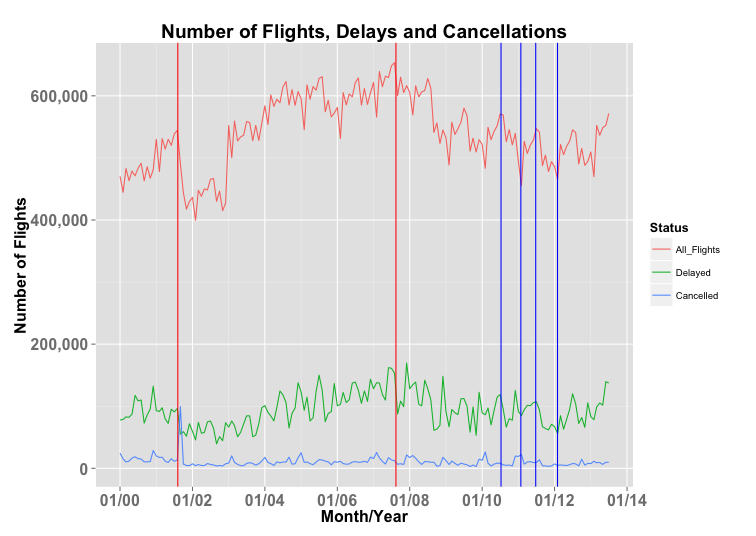 Number of Flights, Delays and Cancellations
Number of Flights
600,000
400,000
200,000
0
01/00 01/02 01/04 01/06 01/08 01/10 01/12 01/14
Month/Year
Status
All_Flights
Delayed
Cancelled